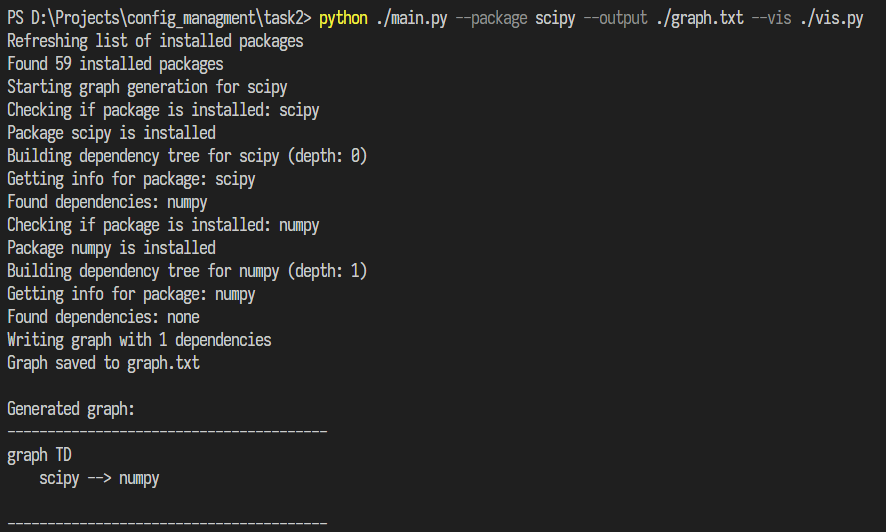 PS D:\Projects\config_managment\task2> python ./main.py --package scipy --output ./graph.txt --vis ./vis.py
Refreshing list of installed packages
Found 59 installed packages
Starting graph generation for scipy
Checking if package is installed: scipy
Package scipy is installed
Building dependency tree for scipy (depth: 0)
Getting info for package: scipy
Found dependencies: numpy
Checking if package is installed: numpy
Package numpy is installed
Building dependency tree for numpy (depth: 1)
Getting info for package: numpy
Found dependencies: none
Writing graph with 1 dependencies
Graph saved to graph.txt
Generated graph:
----------------------------------------
graph TD
    scipy --> numpy
----------------------------------------